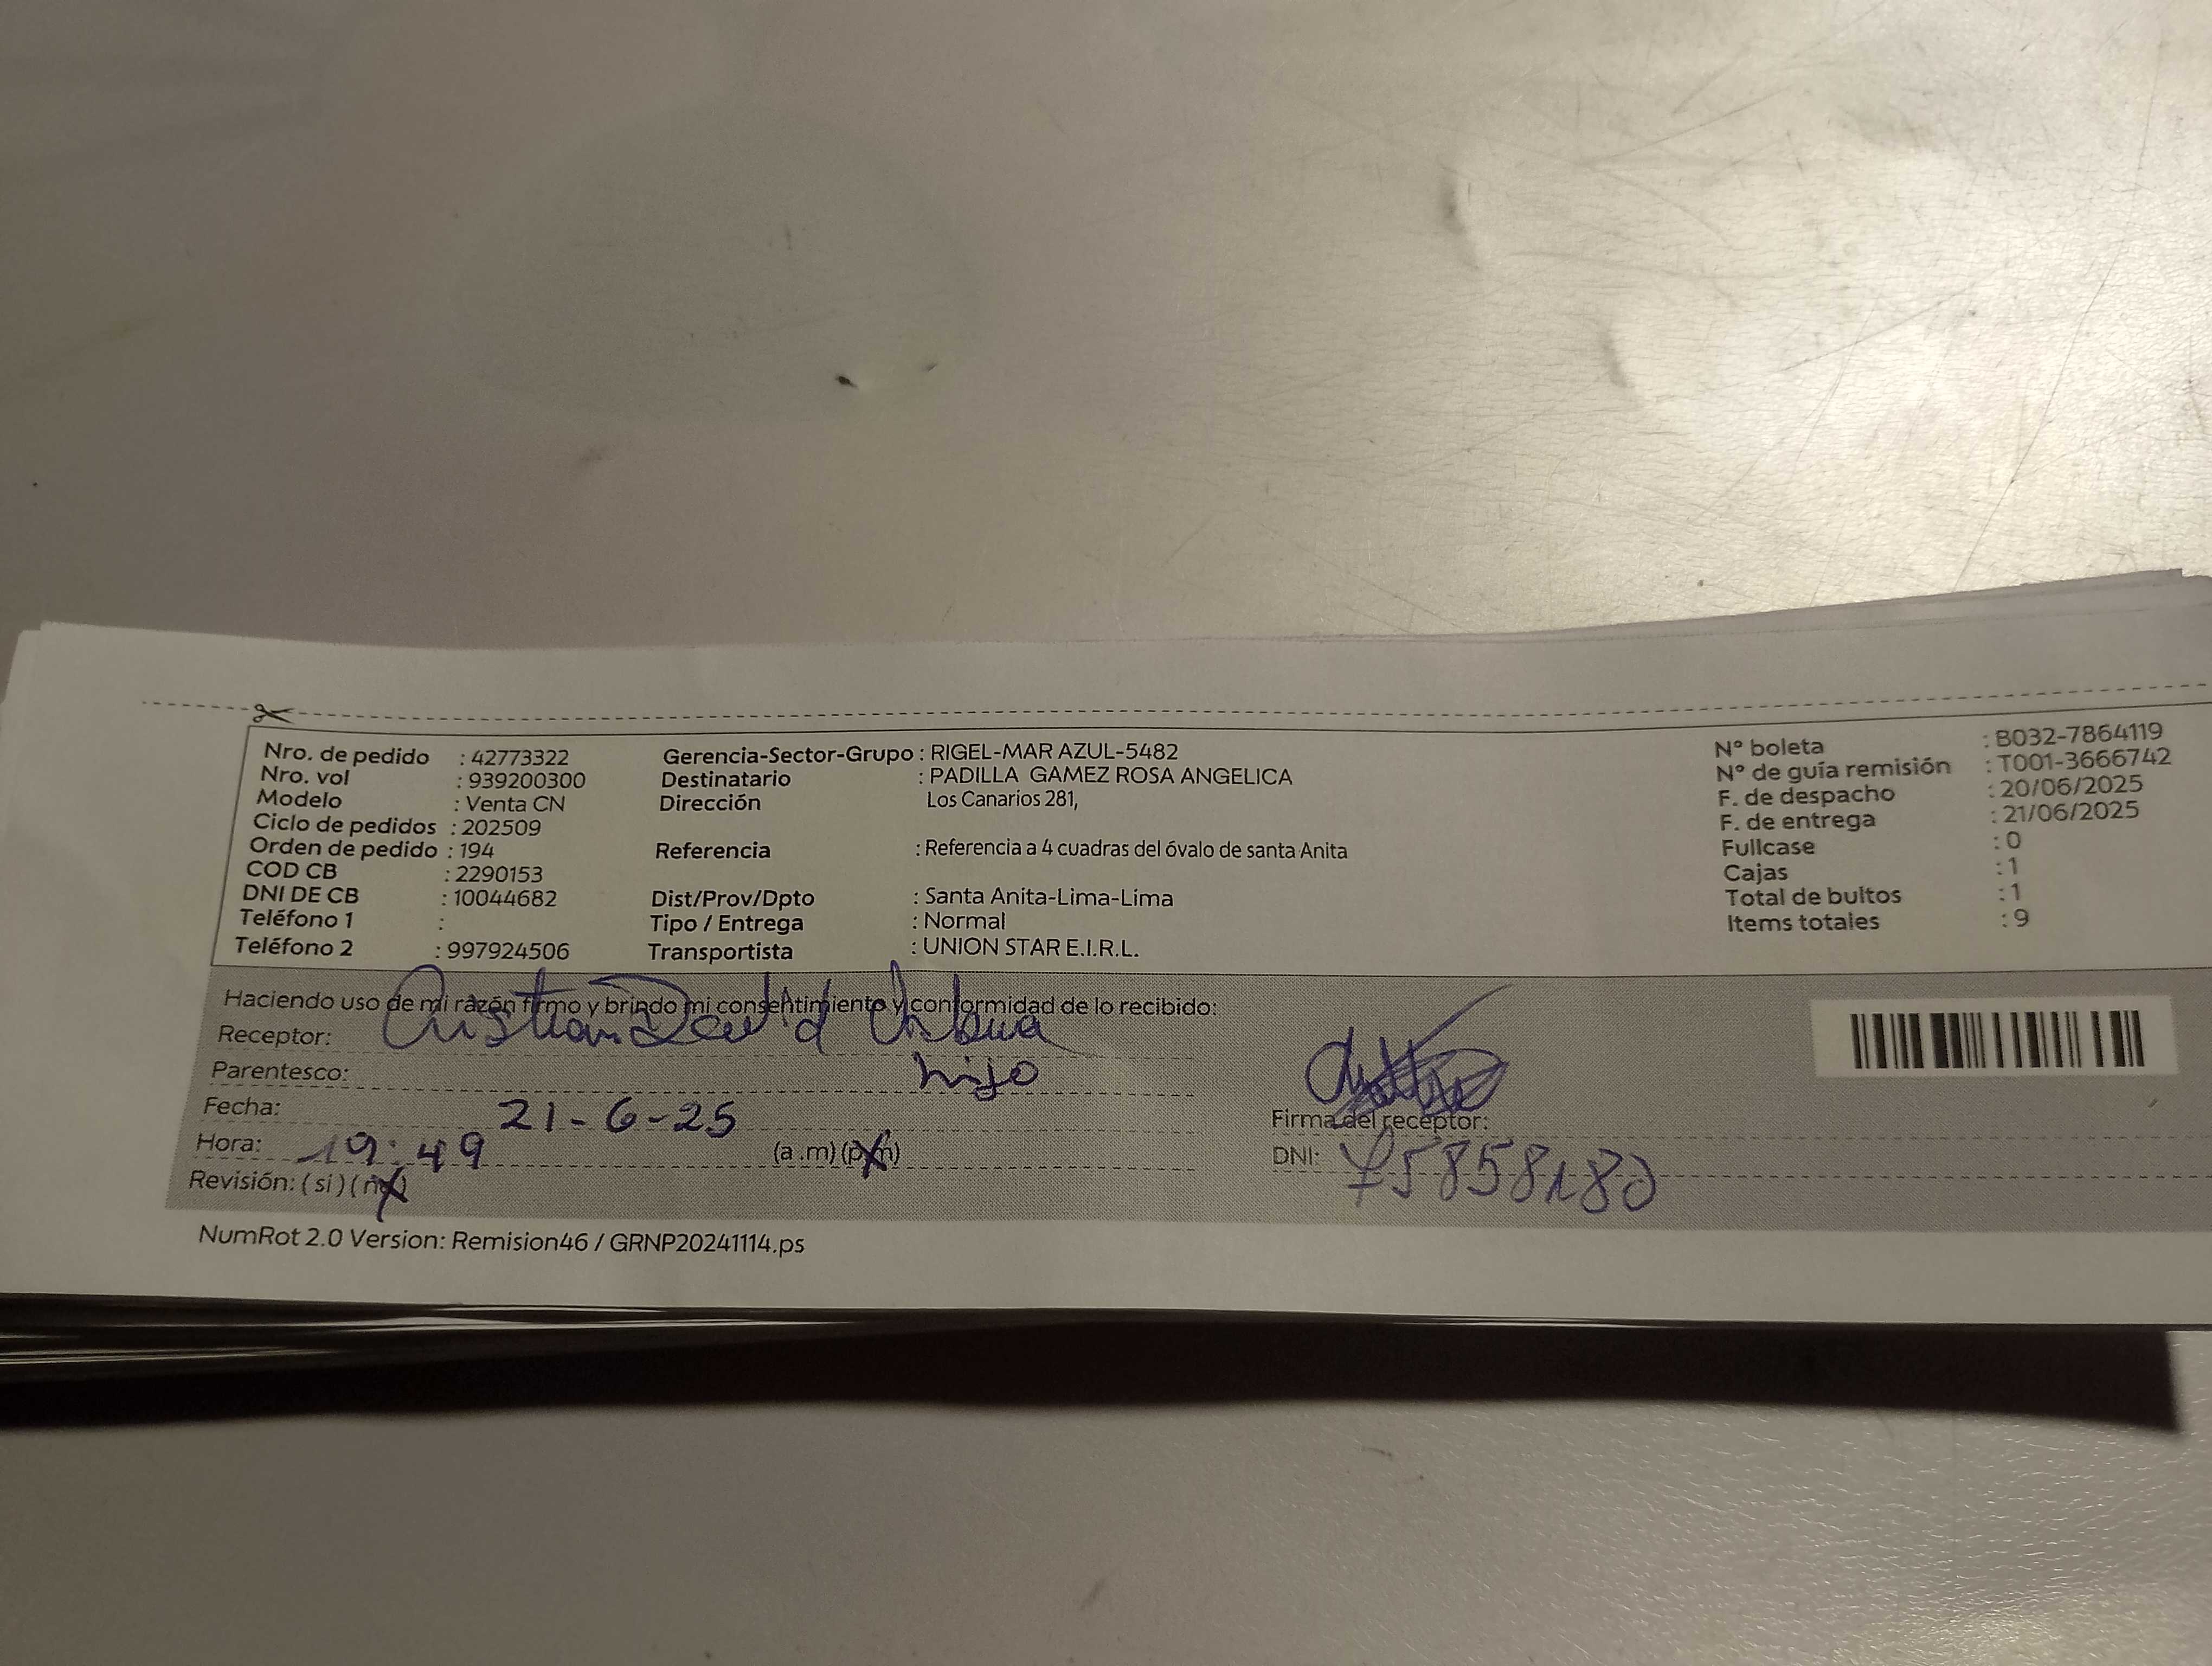 Nro. de pedido : 42773322
Nro. vol : 939200300
Modelo : Venta CN
Ciclo de pedidos : 202509
Orden de pedido : 194
COD CB : 2290153
DNI DE CB : 10044682
Teléfono 1 :
Teléfono 2 : 997924506
Gerencia-Sector-Grupo : RIGEL-MAR AZUL-5482
Destinatario : PADILLA GAMEZ ROSA ANGELICA
Dirección Los Canarios 281,
Referencia : Referencia a 4 cuadras del óvalo de santa Anita
Dist/Prov/Dpto : Santa Anita-Lima-Lima
Tipo / Entrega : Normal
Transportista : UNION STAR E.I.R.L.
N° boleta : B032-7864119
N° de guía remisión : T001-3666742
F. de despacho : 20/06/2025
F. de entrega : 21/06/2025
Fullcase : 0
Cajas : 1
Total de bultos : 1
Items totales : 9
Haciendo uso de mi razón firmo y brindo mi consentimiento y conformidad de lo recibido:
Receptor: Cristian David
Parentesco: hijo
Fecha: 21-6-25
Hora: 19:49 (a.m) (p.m)
Revisión: (si) (no)
Firma del receptor:
DNI:
NumRot 2.0 Version: Remision46 / GRNP20241114.ps